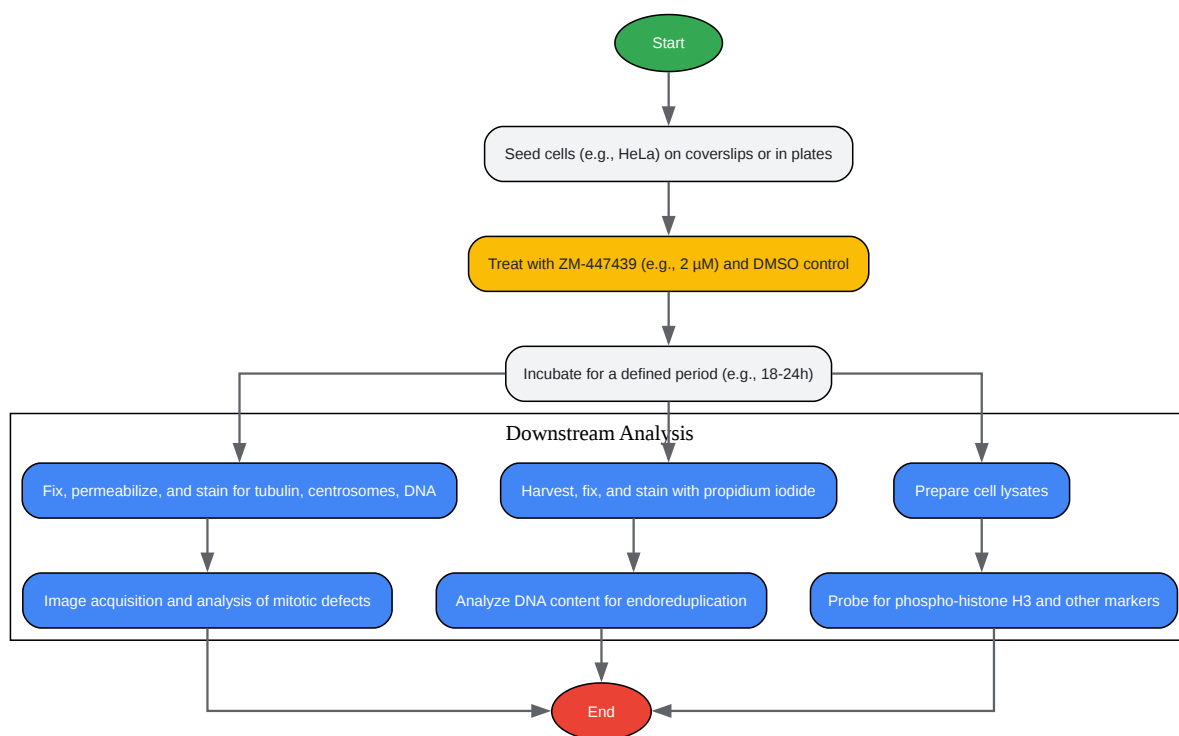 Start
Seed cells (e.g., HeLa) on coverslips or in plates
Treat with ZM-447439 (e.g., 2 µM) and DMSO control
Incubate for a defined period (e.g., 18-24h)
Downstream Analysis
Fix, permeabilize, and stain for tubulin, centrosomes, DNA
Harvest, fix, and stain with propidium iodide
Prepare cell lysates
Image acquisition and analysis of mitotic defects
Analyze DNA content for endoreduplication
Probe for phospho-histone H3 and other markers
End